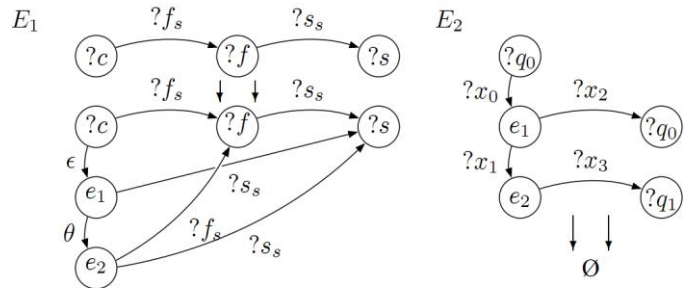 E₁ ?fₛ ?sₛ E₂
?c ?f ?s ?q₀
?x₀ ?x₂
?fₛ ?sₛ
?c ?f ?s e₁ ?q₀
ϵ ?x₁ ?x₃
e₁ ?sₛ e₂ ?q₁
θ ?fₛ ?sₛ
e₂ Ø